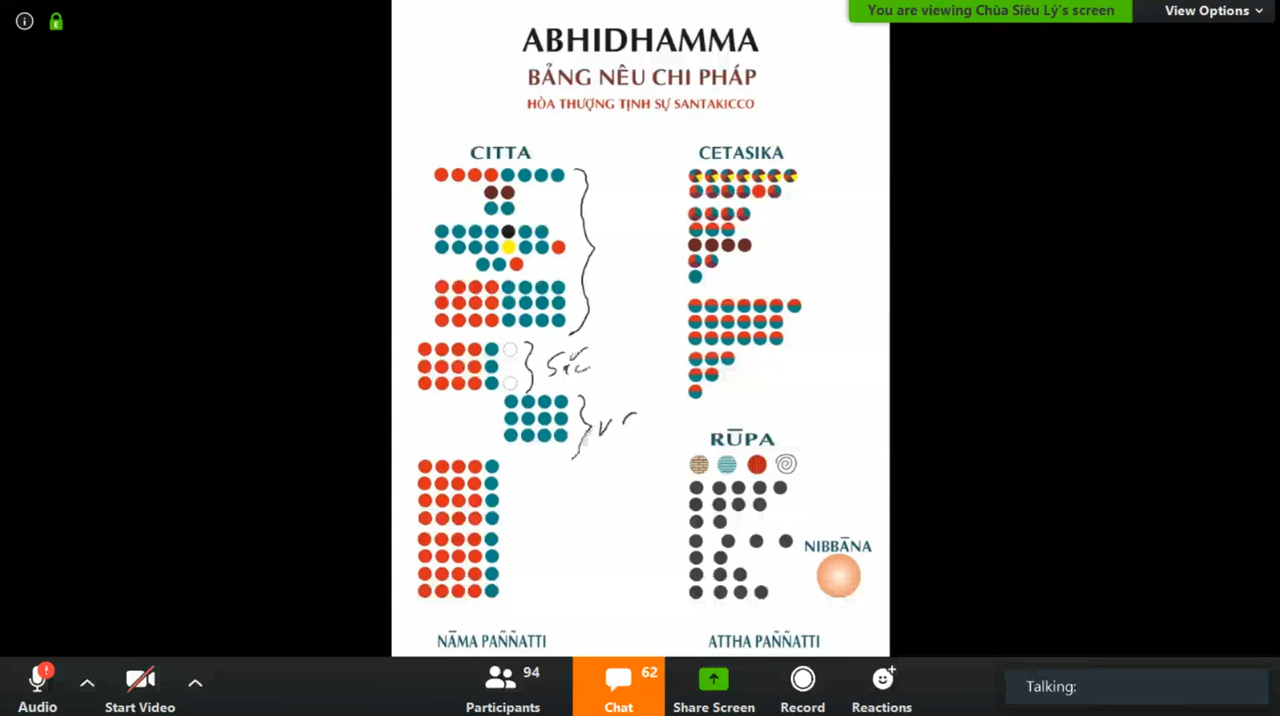 You are viewing Chùa Siêu Lý's screen
View Options
E
ABHIDHAMMA
BẢNG NÊU CHI PHÁP
HÒA THƯỢNG TỊNH SỰ SANTAKICCO
CITTA
CETASIKA
Sắc
RŪPA
NIBBĀNA
NĀMA PAÑÑATTI
ATTHA PAÑÑATTI
Audio
Start Video
Participants
94
Chat
62
Share Screen
Record
Reactions
Talking: